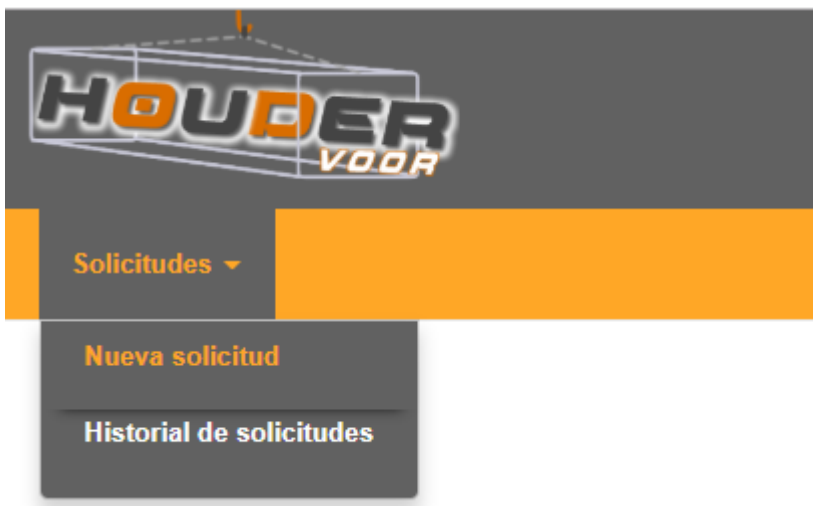 HOUDER
VOOR
Solicitudes
Nueva solicitud
Historial de solicitudes